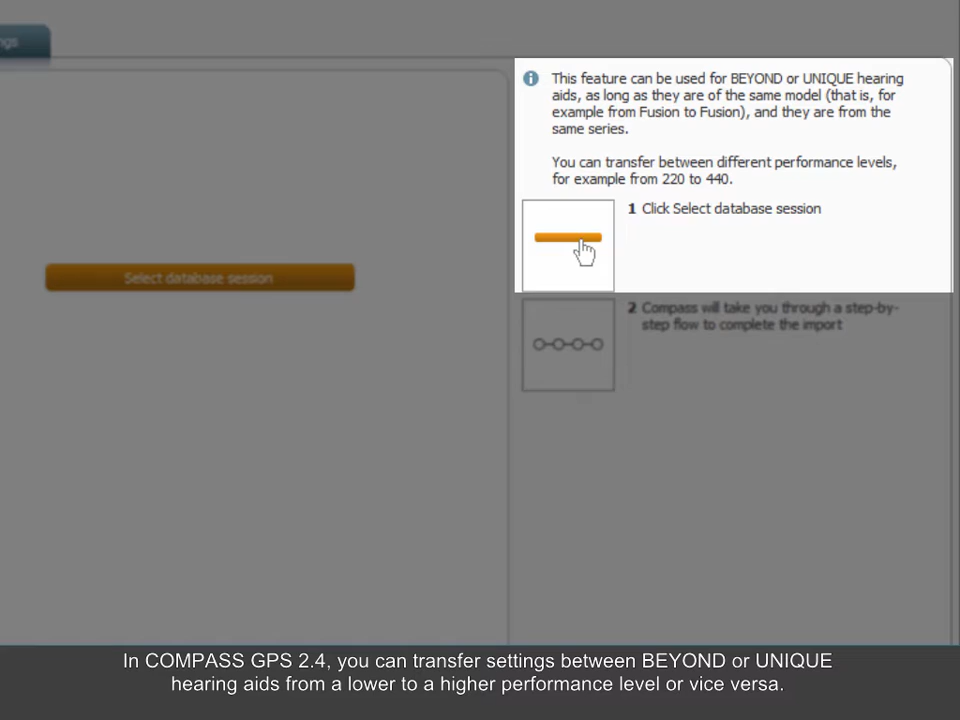 ngs
This feature can be used for BEYOND or UNIQUE hearing
aids, as long as they are of the same model (that is, for
example from Fusion to Fusion), and they are from the
same series.
You can transfer between different performance levels,
for example from 220 to 440.
1 Click Select database session
Select database session
2 Compass will take you through a step-by-
step flow to complete the import
In COMPASS GPS 2.4, you can transfer settings between BEYOND or UNIQUE
hearing aids from a lower to a higher performance level or vice versa.